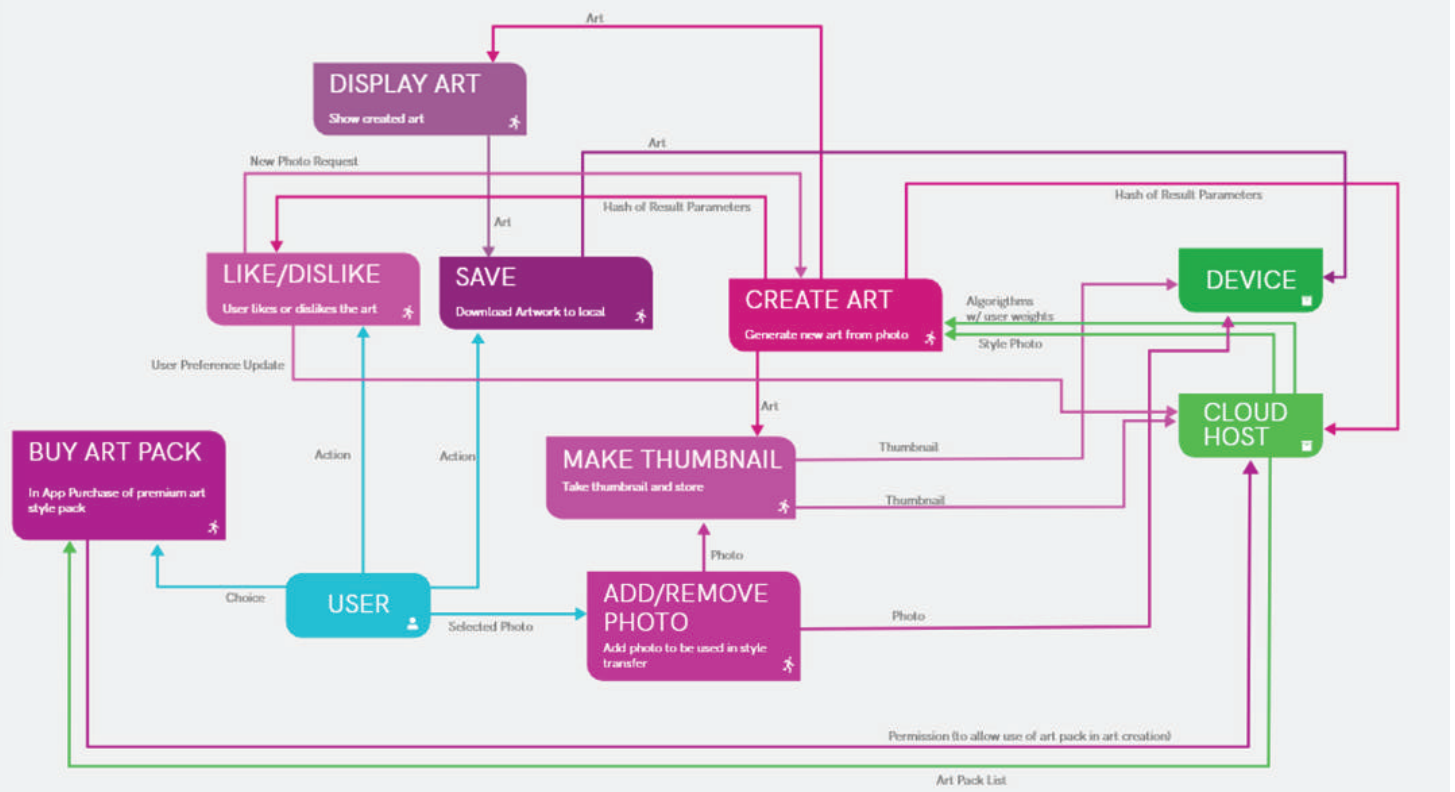 Art
DISPLAY ART
Show created art
Art
New Photo Request
Hash of Result Parameters
Hash of Result Parameters
Art
LIKE/DISLIKE
User likes or dislikes the art
SAVE
Download Artwork to local
CREATE ART
Generate new art from photo
DEVICE
Algorigthms
w/ user weights
Style Photo
User Preference Update
Art
CLOUD
HOST
BUY ART PACK
In App Purchase of premium art
style pack
Action
Action
MAKE THUMBNAIL
Take thumbnail and store
Thumbnail
Thumbnail
Photo
Choice
USER
Selected Photo
ADD/REMOVE
PHOTO
Add photo to be used in style
transfer
Photo
Permission (to allow use of art pack in art creation)
Art Pack List